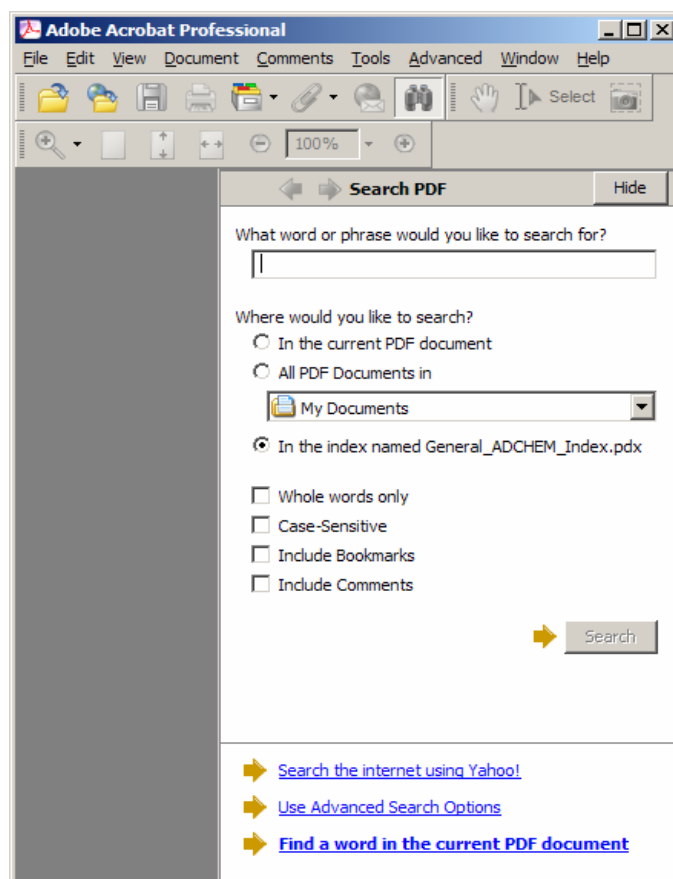 Adobe Acrobat Professional
File Edit View Document Comments Tools Advanced Window Help
Select
100%
Search PDF Hide
What word or phrase would you like to search for?
Where would you like to search?
In the current PDF document
All PDF Documents in
My Documents
In the index named General_ADCHEM_Index.pdx
Whole words only
Case-Sensitive
Include Bookmarks
Include Comments
Search
Search the internet using Yahoo!
Use Advanced Search Options
Find a word in the current PDF document